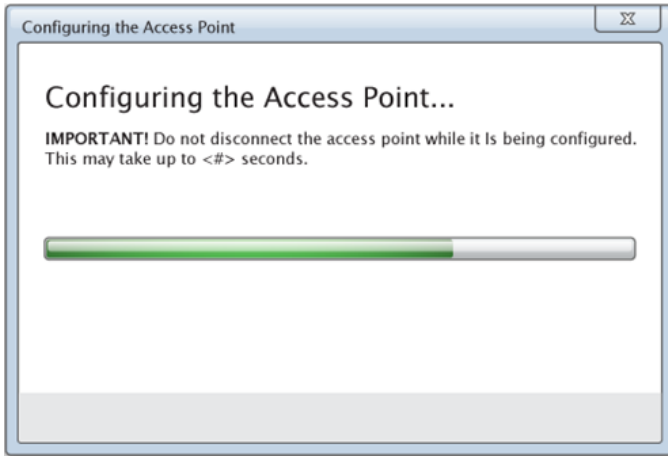 Configuring the Access Point
Configuring the Access Point...
IMPORTANT! Do not disconnect the access point while it Is being configured.
This may take up to <#> seconds.